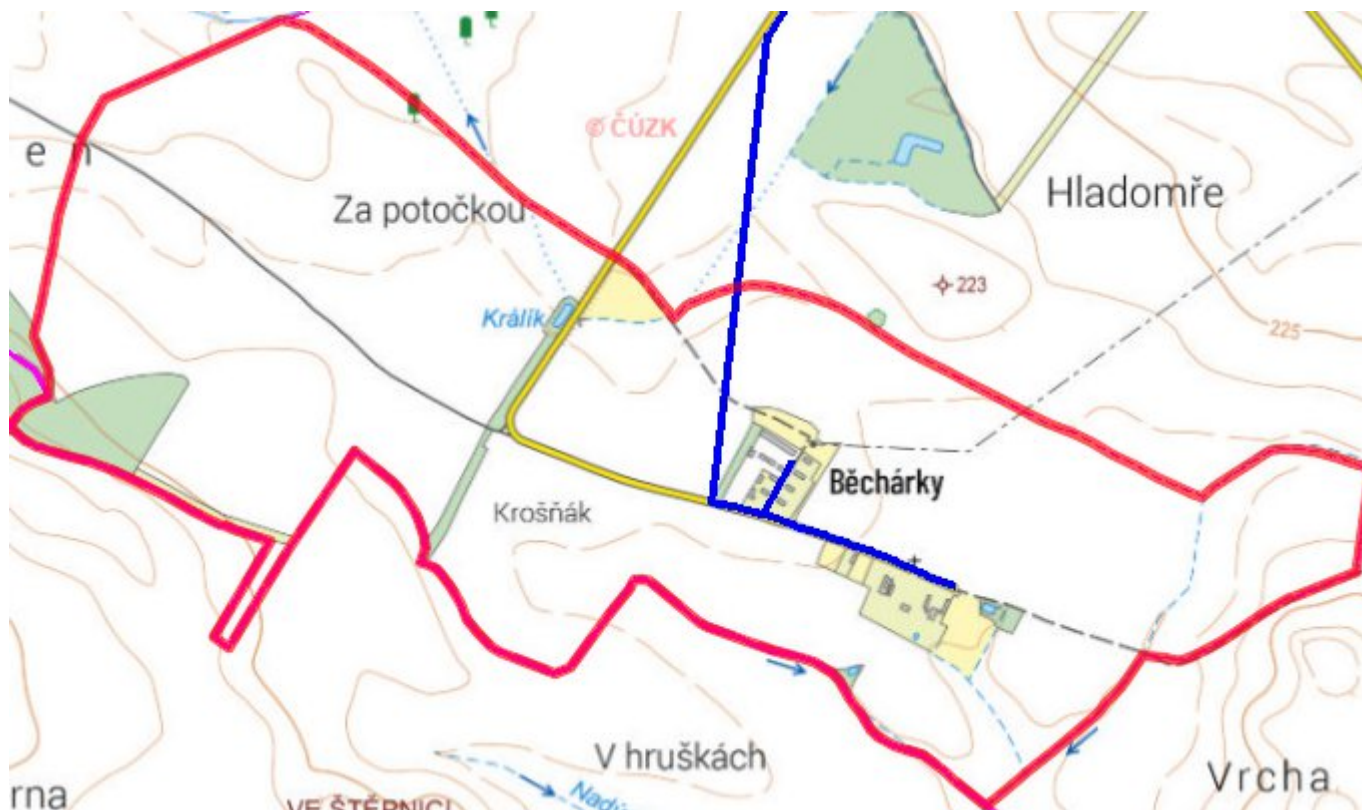 © ČÚZK
e n
Za potočkou
Hladomře
223
Králík
225
Běchárky
Krošňák
V hruškách
Vrcha
rna
VE ŠTĚRNICI